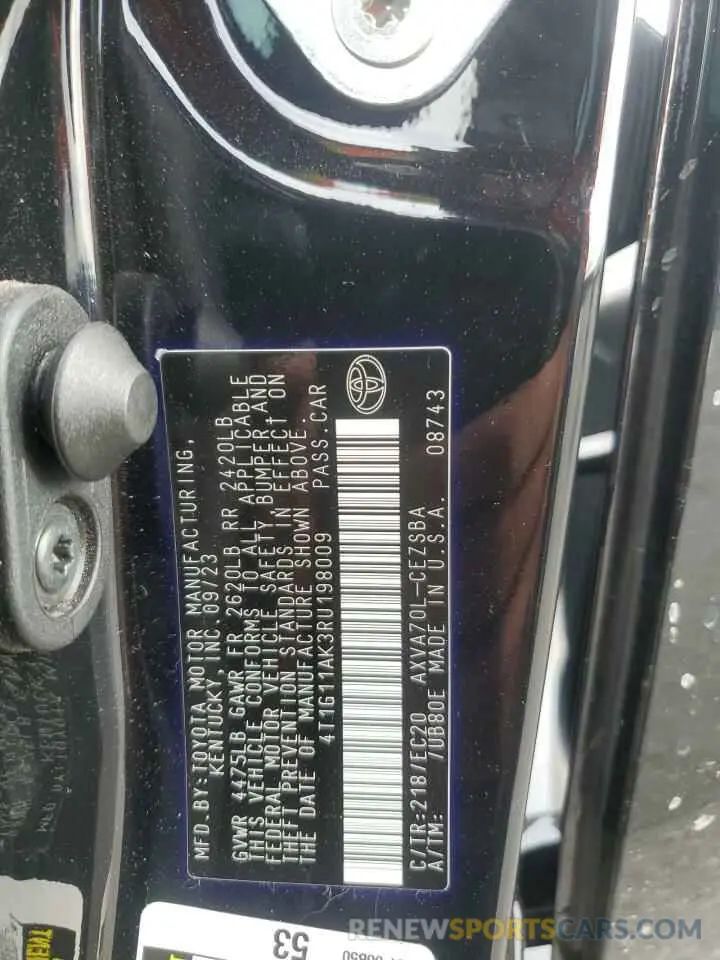 MFD.BY:TOYOTA MOTOR MANUFACTURING,
KENTUCKY, INC. 09/23
GVWR 4475LB GAWR FR 2620LB RR 2420LB
THIS VEHICLE CONFORMS TO ALL APPLICABLE
FEDERAL MOTOR VEHICLE SAFETY, BUMPER AND
THEFT PREVENTION STANDARDS IN EFFECT ON
THE DATE OF MANUFACTURE SHOWN ABOVE.
4T1G11AK3RU198009 PASS.CAR
C/TR:218/EC20 AXVA70L-CEZSBA
A/TM: /UB80E MADE IN U.S.A. 08743
53
RENEWSPORTSCARS.COM